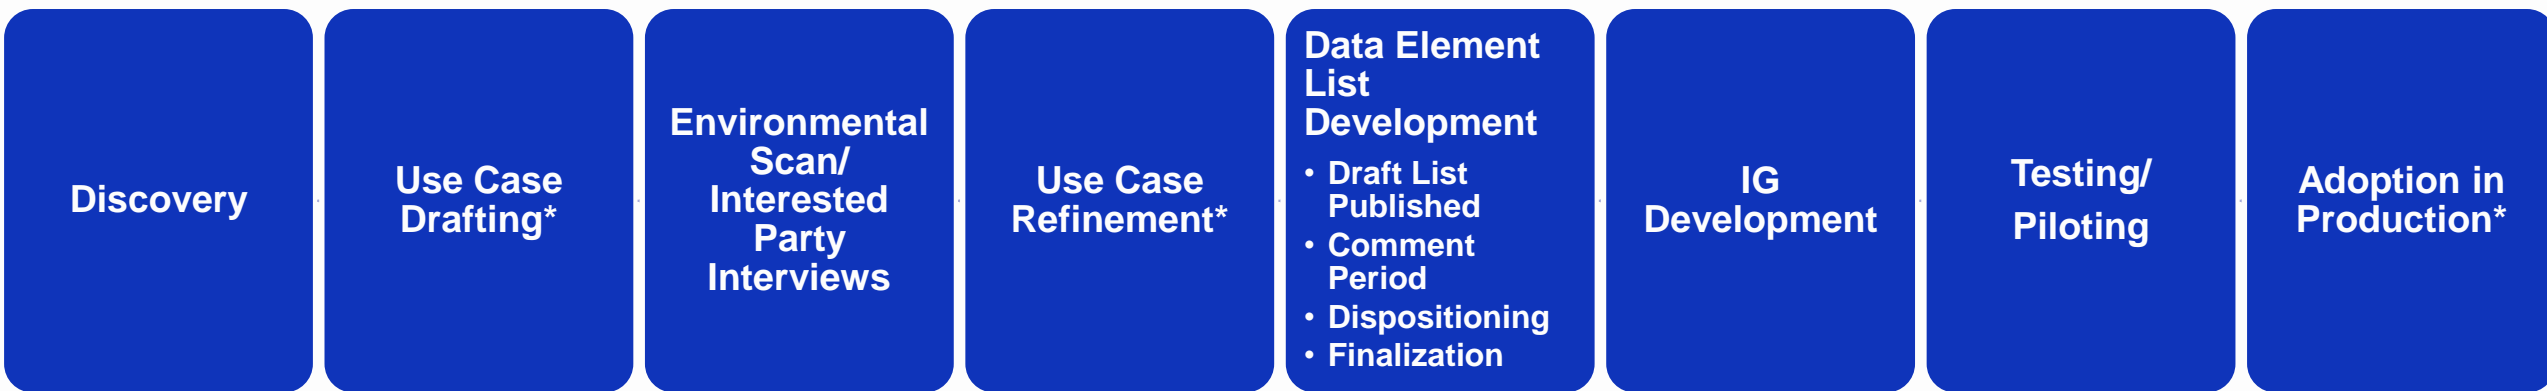 Discovery
Use Case
Drafting*
Environmental
Scan/
Interested
Party
Interviews
Use Case
Refinement*
Data Element
List
Development
• Draft List
Published
• Comment
Period
• Dispositioning
• Finalization
IG
Development
Testing/
Piloting
Adoption in
Production*